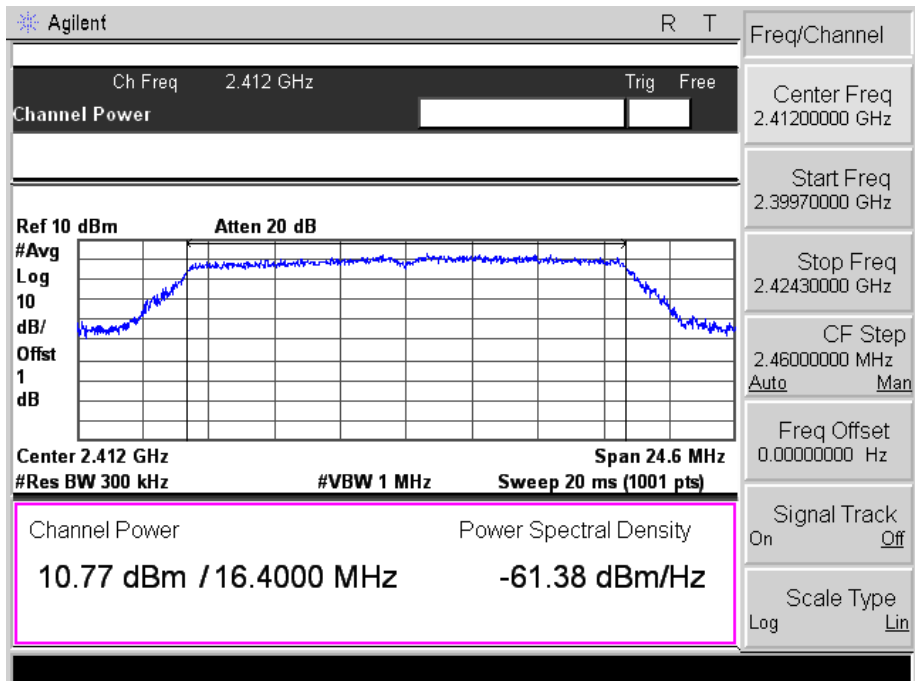 Agilent R T
Ch Freq 2.412 GHz Trig Free
Channel Power
Ref 10 dBm Atten 20 dB
#Avg
Log
10
dB/
Offst
1
dB
Center 2.412 GHz Span 24.6 MHz
#Res BW 300 kHz #VBW 1 MHz Sweep 20 ms (1001 pts)
Channel Power Power Spectral Density
10.77 dBm / 16.4000 MHz -61.38 dBm/Hz
Freq/Channel
Center Freq
2.41200000 GHz
Start Freq
2.39970000 GHz
Stop Freq
2.42430000 GHz
CF Step
2.46000000 MHz
Auto Man
Freq Offset
0.00000000 Hz
Signal Track
On Off
Scale Type
Log Lin